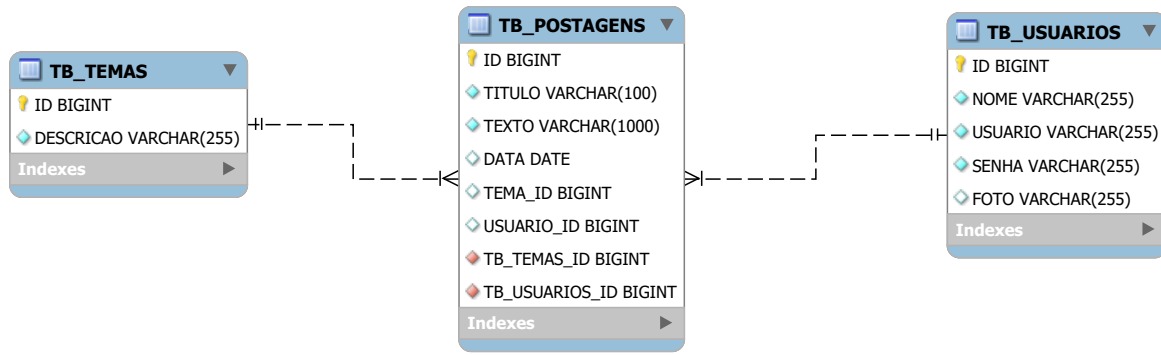 TB_TEMAS
ID BIGINT
DESCRICAO VARCHAR(255)
Indexes
TB_POSTAGENS
ID BIGINT
TITULO VARCHAR(100)
TEXTO VARCHAR(1000)
DATA DATE
TEMA_ID BIGINT
USUARIO_ID BIGINT
TB_TEMAS_ID BIGINT
TB_USUARIOS_ID BIGINT
Indexes
TB_USUARIOS
ID BIGINT
NOME VARCHAR(255)
USUARIO VARCHAR(255)
SENHA VARCHAR(255)
FOTO VARCHAR(255)
Indexes